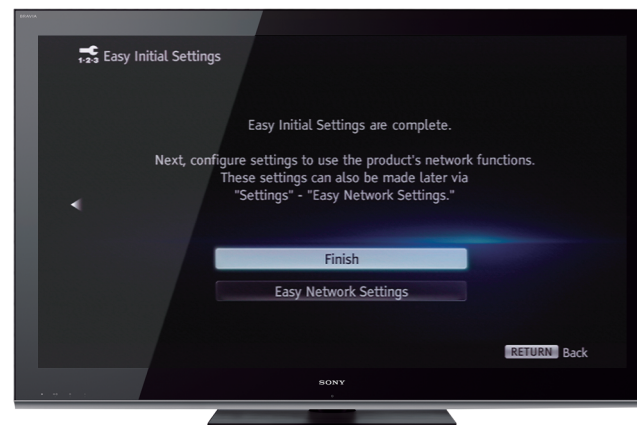 BRAVIA
1-2-3 Easy Initial Settings
Easy Initial Settings are complete.
Next, configure settings to use the product's network functions.
These settings can also be made later via
"Settings" - "Easy Network Settings."
Finish
Easy Network Settings
RETURN Back
SONY